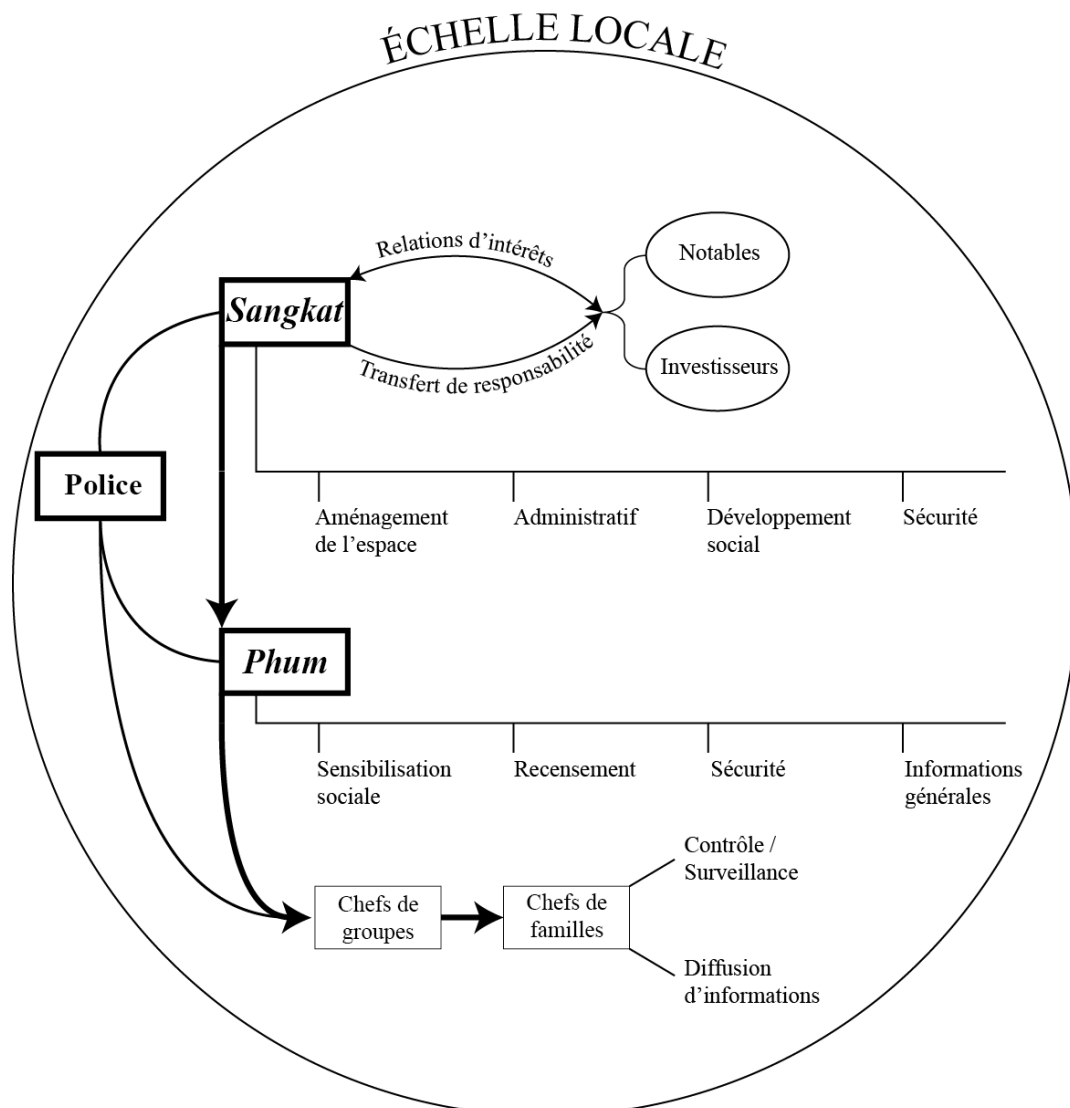 ÉCHELLE LOCALE
Relations d’intérêts
Notables
Sangkat
Transfert de responsabilité
Investisseurs
Police
Aménagement
de l’espace
Administratif
Développement
social
Sécurité
Phum
Sensibilisation
sociale
Recensement
Sécurité
Informations
générales
Contrôle /
Surveillance
Chefs de
groupes
Chefs de
familles
Diffusion
d’informations